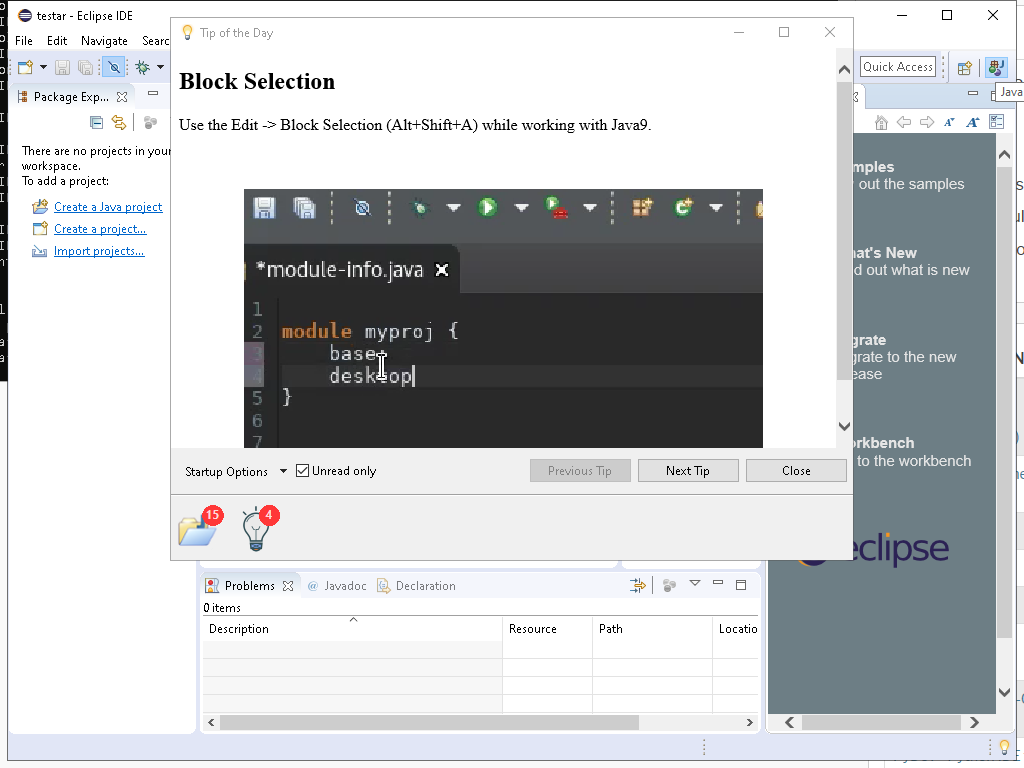 testar - Eclipse IDE
File Edit Navigate Searc
Tip of the Day
Quick Access
Java
Package Exp...
There are no projects in your
workspace.
To add a project:
Create a Java project
Create a project...
Import projects...
Block Selection
Use the Edit -> Block Selection (Alt+Shift+A) while working with Java9.
*module-info.java
1
2 module myproj {
3 base;
4 desktop
5 }
6
7
Startup Options
Unread only
Previous Tip
Next Tip
Close
15
4
mples
out the samples
hat's New
d out what is new
grate
grate to the new
ease
rkbench
to the workbench
eclipse
Problems
@ Javadoc
Declaration
0 items
Description Resource Path Locatio